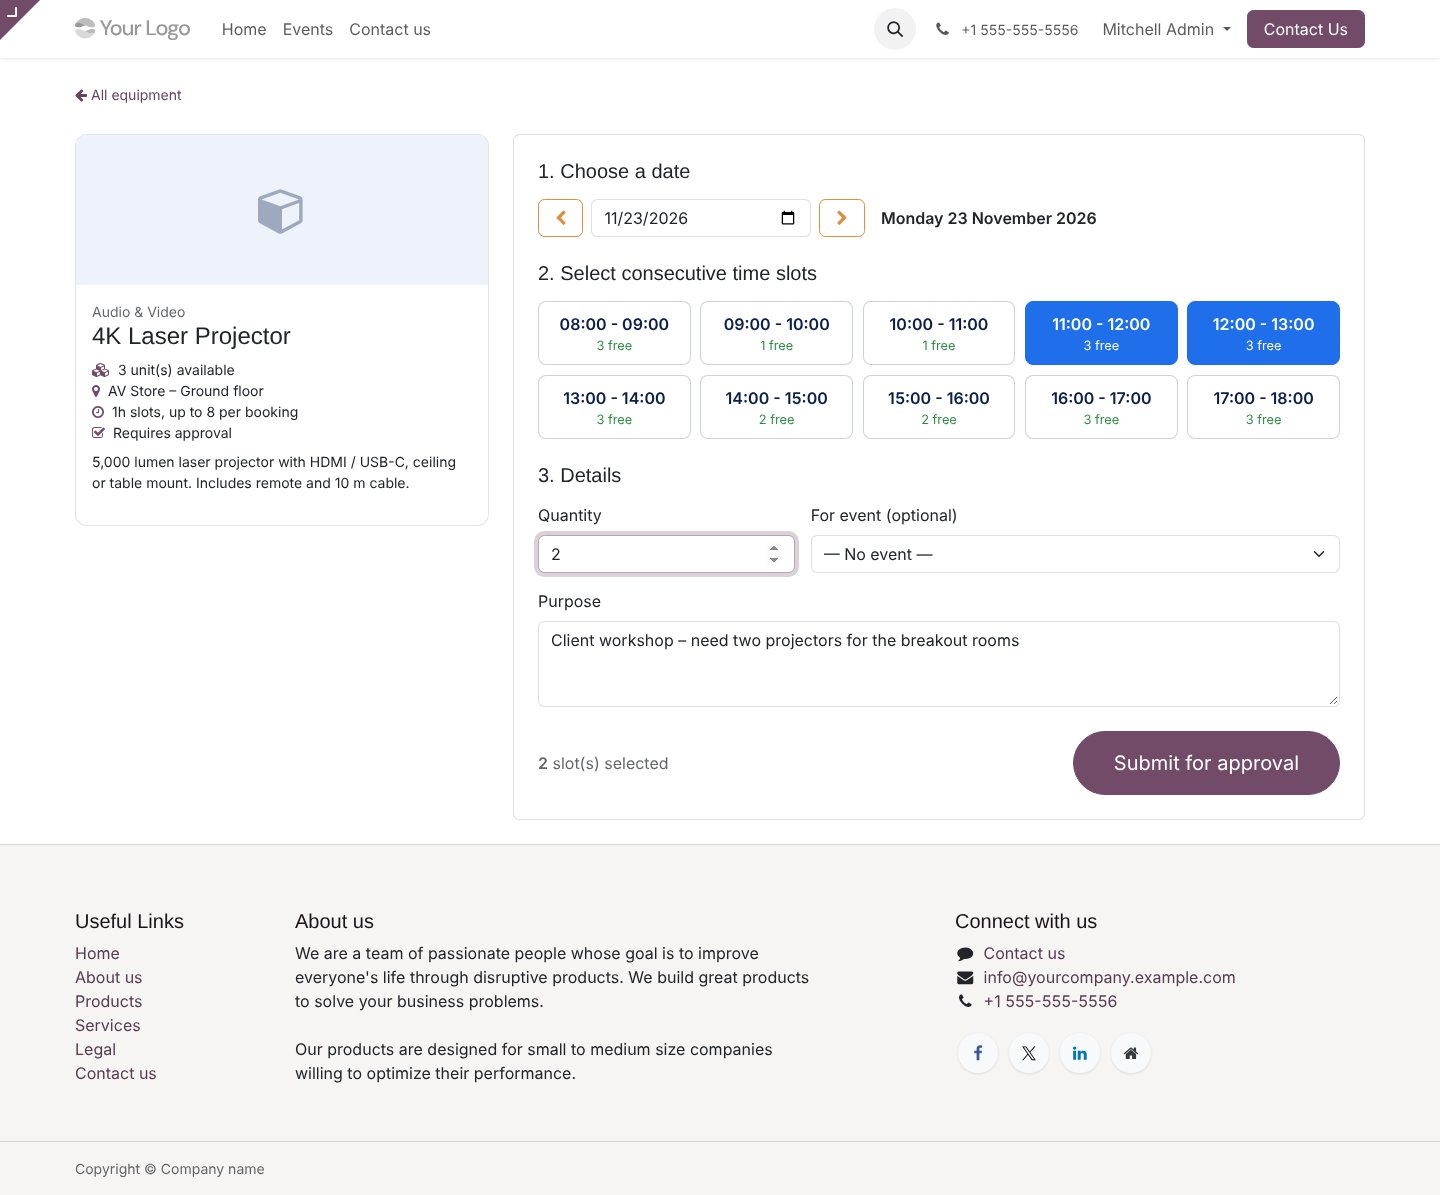 Your Logo
Home
Events
Contact us
+1 555-555-5556
Mitchell Admin
Contact Us
All equipment
Audio & Video
4K Laser Projector
3 unit(s) available
AV Store – Ground floor
1h slots, up to 8 per booking
Requires approval
5,000 lumen laser projector with HDMI / USB-C, ceiling
or table mount. Includes remote and 10 m cable.
1. Choose a date
11/23/2026
Monday 23 November 2026
2. Select consecutive time slots
08:00 - 09:00
3 free
09:00 - 10:00
1 free
10:00 - 11:00
1 free
11:00 - 12:00
3 free
12:00 - 13:00
3 free
13:00 - 14:00
3 free
14:00 - 15:00
2 free
15:00 - 16:00
2 free
16:00 - 17:00
3 free
17:00 - 18:00
3 free
3. Details
Quantity
2
For event (optional)
— No event —
Purpose
Client workshop – need two projectors for the breakout rooms
2 slot(s) selected
Submit for approval
Useful Links
Home
About us
Products
Services
Legal
Contact us
About us
We are a team of passionate people whose goal is to improve
everyone's life through disruptive products. We build great products
to solve your business problems.
Our products are designed for small to medium size companies
willing to optimize their performance.
Connect with us
Contact us
info@yourcompany.example.com
+1 555-555-5556
Copyright © Company name